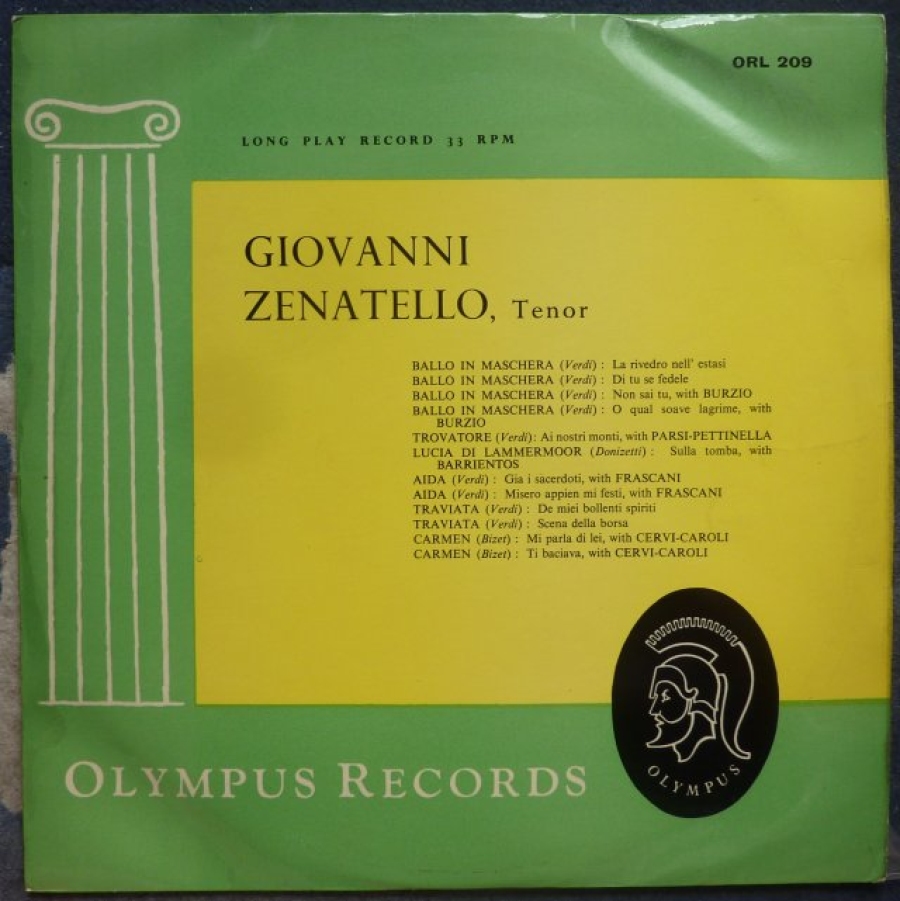 ORL 209
LONG PLAY RECORD 33 RPM
GIOVANNI
ZENATELLO, Tenor
BALLO IN MASCHERA (Verdi) : La rivedro nell' estasi
BALLO IN MASCHERA (Verdi) : Di tu se fedele
BALLO IN MASCHERA (Verdi) : Non sai tu, with BURZIO
BALLO IN MASCHERA (Verdi) : O qual soave lagrime, with
BURZIO
TROVATORE (Verdi): Ai nostri monti, with PARSI-PETTINELLA
LUCIA DI LAMMERMOOR (Donizetti) : Sulla tomba, with
BARRIENTOS
AIDA (Verdi) : Gia i sacerdoti, with FRASCANI
AIDA (Verdi) : Misero appien mi festi, with FRASCANI
TRAVIATA (Verdi) : De miei bollenti spiriti
TRAVIATA (Verdi) : Scena della borsa
CARMEN (Bizet) : Mi parla di lei, with CERVI-CAROLI
CARMEN (Bizet) : Ti baciava, with CERVI-CAROLI
OLYMPUS
OLYMPUS RECORDS